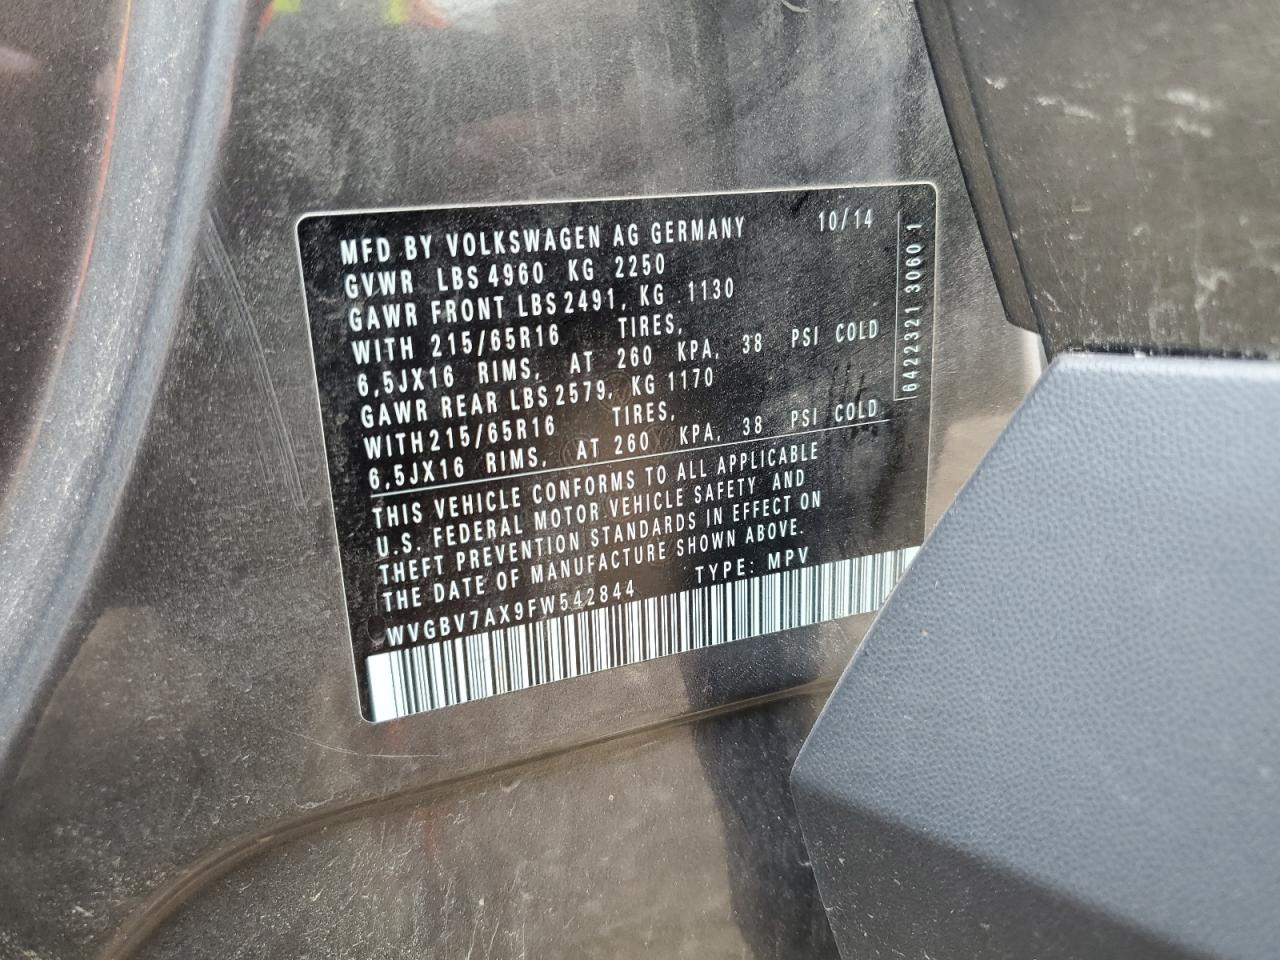 MFD BY VOLKSWAGEN AG GERMANY 10/14
GVWR LBS 4960 KG 2250
GAWR FRONT LBS 2491, KG 1130
WITH 215/65R16 TIRES,
6,5JX16 RIMS, AT 260 KPA, 38 PSI COLD
GAWR REAR LBS 2579, KG 1170
WITH 215/65R16 TIRES,
6,5JX16 RIMS, AT 260 KPA, 38 PSI COLD
THIS VEHICLE CONFORMS TO ALL APPLICABLE
U.S. FEDERAL MOTOR VEHICLE SAFETY AND
THEFT PREVENTION STANDARDS IN EFFECT ON
THE DATE OF MANUFACTURE SHOWN ABOVE.
WVGBV7AX9FW542844 TYPE: MPV
6422321 3060 1